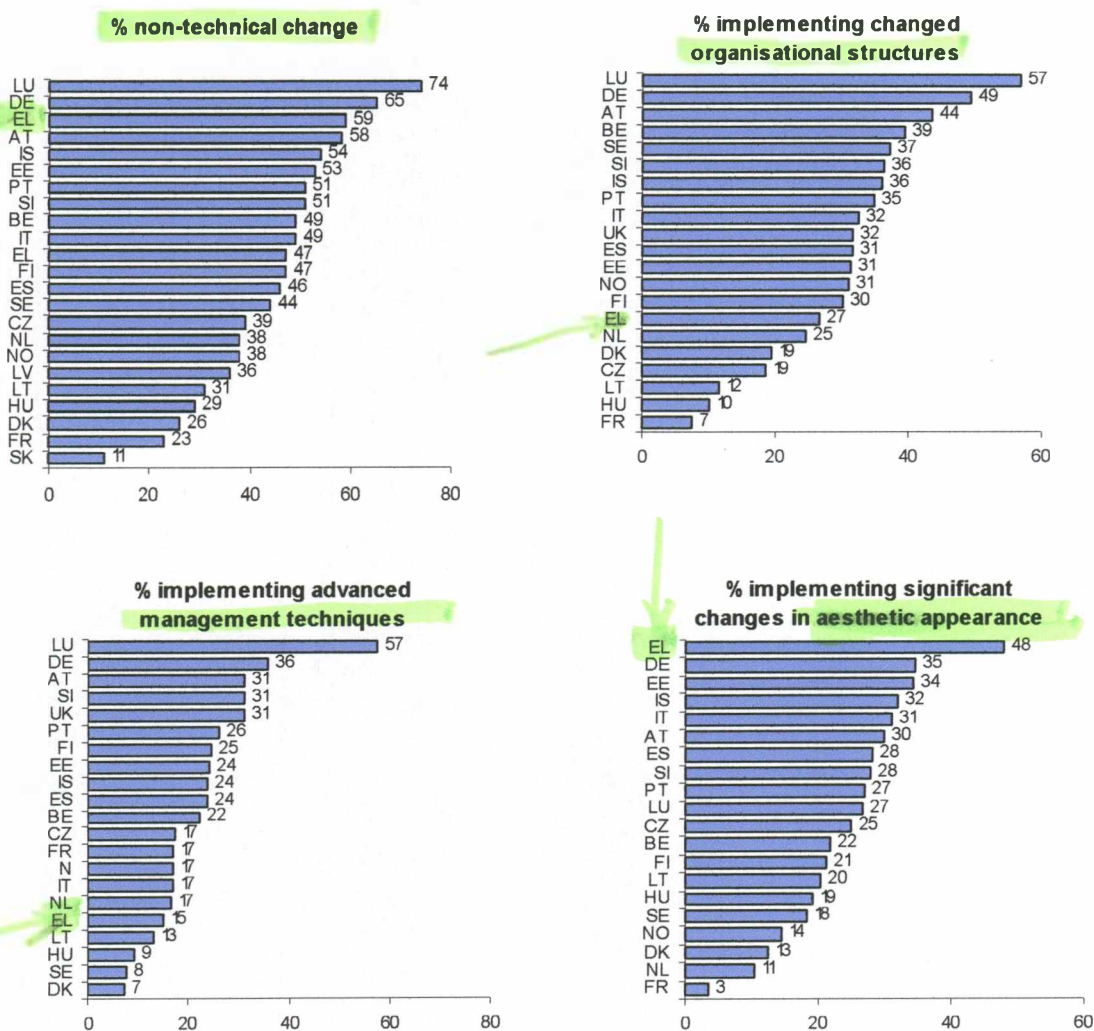 % non-technical change
LU 74
DE 65
EL 59
AT 58
IS 54
EE 53
PT 51
SI 51
BE 49
IT 49
EL 47
FI 47
ES 46
SE 44
CZ 39
NL 38
NO 38
LV 36
LT 31
HU 29
DK 26
FR 23
SK 11
0 20 40 60 80
% implementing changed
organisational structures
LU 57
DE 49
AT 44
BE 39
SE 37
SI 36
IS 36
PT 35
IT 32
UK 32
ES 31
EE 31
NO 31
FI 30
EL 27
NL 25
DK 19
CZ 19
LT 12
HU 10
FR 7
0 20 40 60
% implementing advanced
management techniques
LU 57
DE 36
AT 31
SI 31
UK 31
PT 26
FI 25
EE 24
IS 24
ES 24
BE 22
CZ 17
FR 17
N 17
IT 17
NL 17
EL 15
LT 13
HU 9
SE 8
DK 7
0 20 40 60 80
% implementing significant
changes in aesthetic appearance
EL 48
DE 35
EE 34
IS 32
IT 31
AT 30
ES 28
SI 28
PT 27
LU 27
CZ 25
BE 22
FI 21
LT 20
HU 19
SE 18
NO 14
DK 13
NL 11
FR 3
0 20 40 60